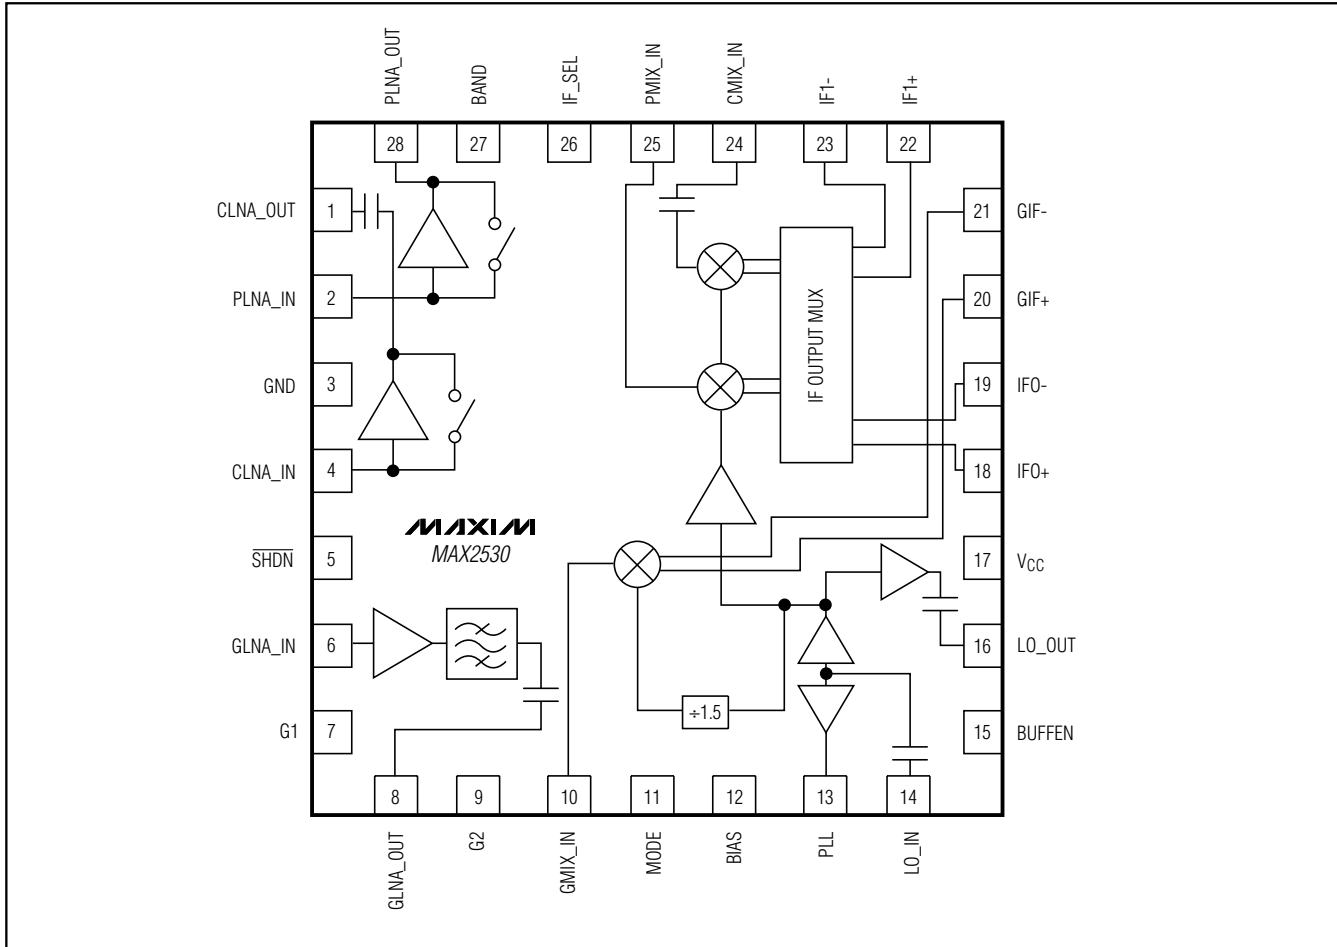 PLNA_OUT
BAND
IF_SEL
PMIX_IN
CMIX_IN
IF1-
IF1+
28
27
26
25
24
23
22
CLNA_OUT
1
PLNA_IN
2
GND
3
CLNA_IN
4
SHDN
5
GLNA_IN
6
G1
7
21
GIF-
20
GIF+
19
IF0-
18
IF0+
17
VCC
16
LO_OUT
15
BUFFEN
IF OUTPUT MUX
MAXIM
MAX2530
÷1.5
8
9
10
11
12
13
14
GLNA_OUT
G2
GMIX_IN
MODE
BIAS
PLL
LO_IN